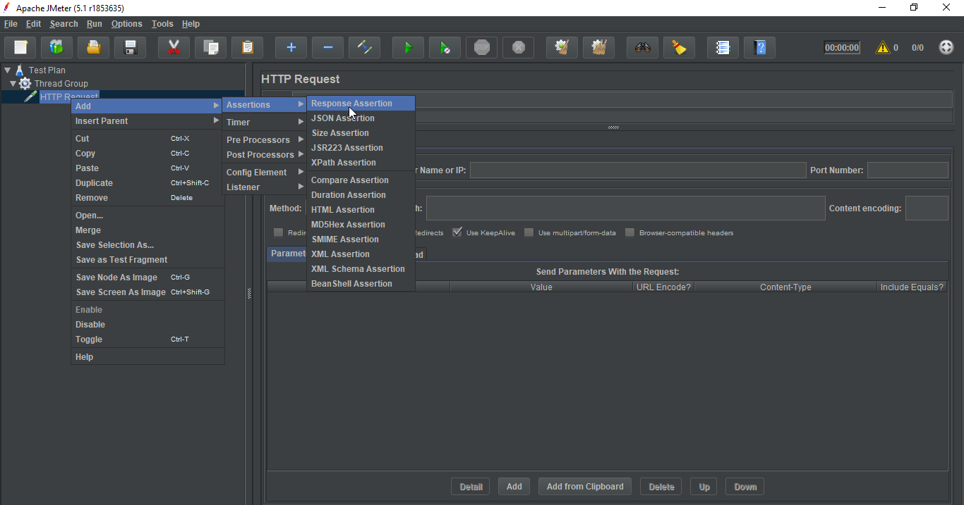 Apache JMeter (5.1 r1853635)
File Edit Search Run Options Tools Help
00:00:00 0 0/0
Test Plan
Thread Group
HTTP Request
Add
Insert Parent
Cut Ctrl-X
Copy Ctrl-C
Paste Ctrl-V
Duplicate Ctrl+Shift-C
Remove Delete
Open...
Merge
Save Selection As...
Save as Test Fragment
Save Node As Image Ctrl-G
Save Screen As Image Ctrl+Shift-G
Enable
Disable
Toggle Ctrl-T
Help
Assertions
Timer
Pre Processors
Post Processors
Config Element
Listener
Response Assertion
JSON Assertion
Size Assertion
JSR223 Assertion
XPath Assertion
Compare Assertion
Duration Assertion
HTML Assertion
MD5Hex Assertion
SMIME Assertion
XML Assertion
XML Schema Assertion
BeanShell Assertion
HTTP Request
Name or IP: Port Number:
Method: Content encoding:
Use KeepAlive Use multipart/form-data Browser-compatible headers
Send Parameters With the Request:
Value URL Encode? Content-Type Include Equals?
Detail Add Add from Clipboard Delete Up Down